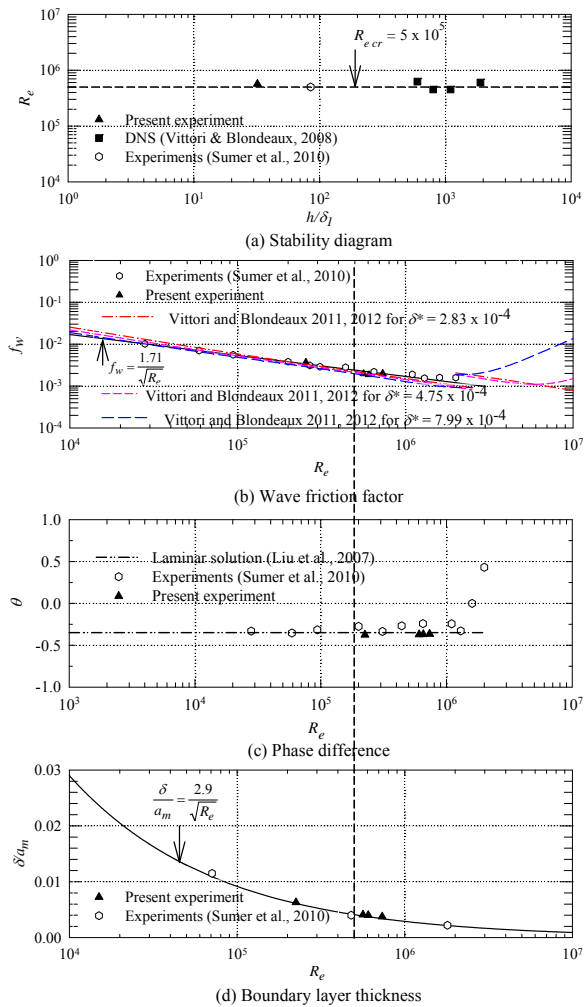 10^7
10^6
10^5
10^4
R_e
R_{e cr} = 5 x 10^5
Present experiment
DNS (Vittori & Blondeaux, 2008)
Experiments (Sumer et al., 2010)
10^0 10^1 10^2 10^3 10^4
h/δ_I
(a) Stability diagram
10^0
10^-1
10^-2
10^-3
10^-4
f_w
Experiments (Sumer et al., 2010)
Present experiment
Vittori and Blondeaux 2011, 2012 for δ* = 2.83 x 10^-4
f_w = 1.71 / √R_e
Vittori and Blondeaux 2011, 2012 for δ* = 4.75 x 10^-4
Vittori and Blondeaux 2011, 2012 for δ* = 7.99 x 10^-4
10^4 10^5 10^6 10^7
R_e
(b) Wave friction factor
1.0
0.5
0.0
-0.5
-1.0
θ
Laminar solution (Liu et al., 2007)
Experiments (Sumer et al., 2010)
Present experiment
10^3 10^4 10^5 10^6 10^7
R_e
(c) Phase difference
0.03
0.02
0.01
0.00
δ/a_m
δ / a_m = 2.9 / √R_e
Present experiment
Experiments (Sumer et al., 2010)
10^4 10^5 10^6 10^7
R_e
(d) Boundary layer thickness